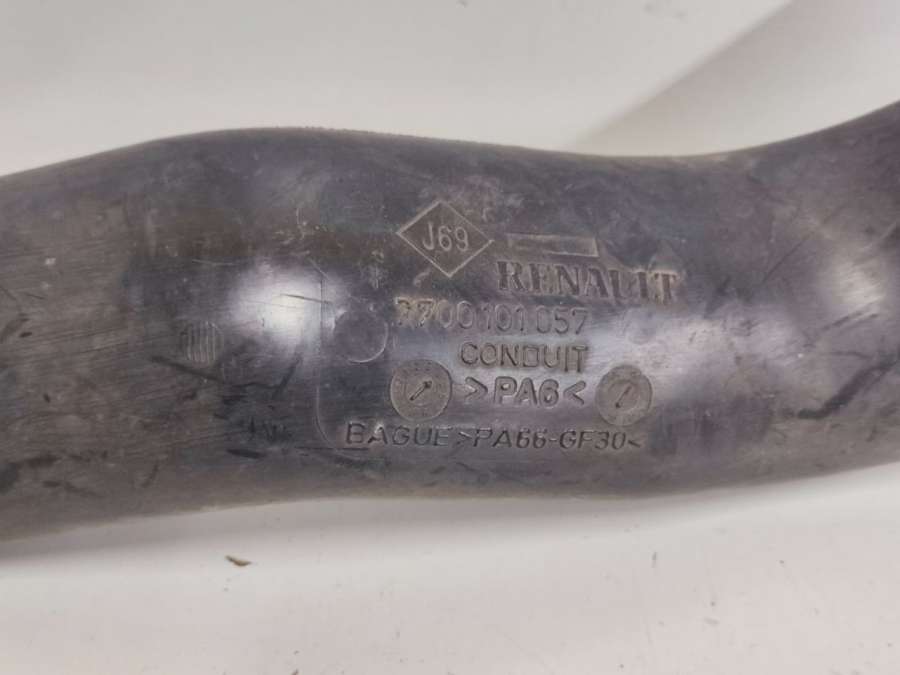 J69
RENAULT
7700101057
CONDUIT
>PA6<
BAGUE>PA66-GF30<